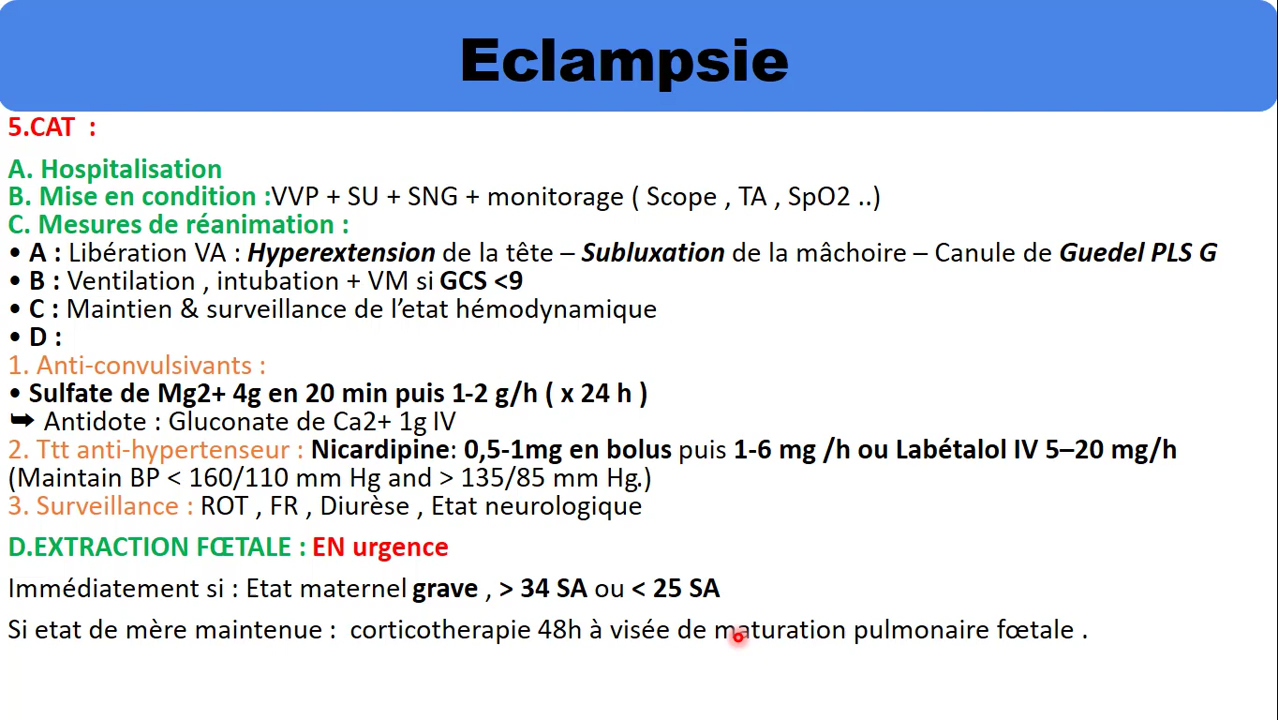 Eclampsie
5.CAT :
A. Hospitalisation
B. Mise en condition :VVP + SU + SNG + monitorage ( Scope , TA , SpO2 ..)
C. Mesures de réanimation :
• A : Libération VA : Hyperextension de la tête – Subluxation de la mâchoire – Canule de Guedel PLS G
• B : Ventilation , intubation + VM si GCS <9
• C : Maintien & surveillance de l’etat hémodynamique
• D :
1. Anti-convulsivants :
• Sulfate de Mg2+ 4g en 20 min puis 1-2 g/h ( x 24 h )
➥ Antidote : Gluconate de Ca2+ 1g IV
2. Ttt anti-hypertenseur : Nicardipine: 0,5-1mg en bolus puis 1-6 mg /h ou Labétalol IV 5–20 mg/h
(Maintain BP < 160/110 mm Hg and > 135/85 mm Hg.)
3. Surveillance : ROT , FR , Diurèse , Etat neurologique
D.EXTRACTION FŒTALE : EN urgence
Immédiatement si : Etat maternel grave , > 34 SA ou < 25 SA
Si etat de mère maintenue : corticotherapie 48h à visée de maturation pulmonaire fœtale .